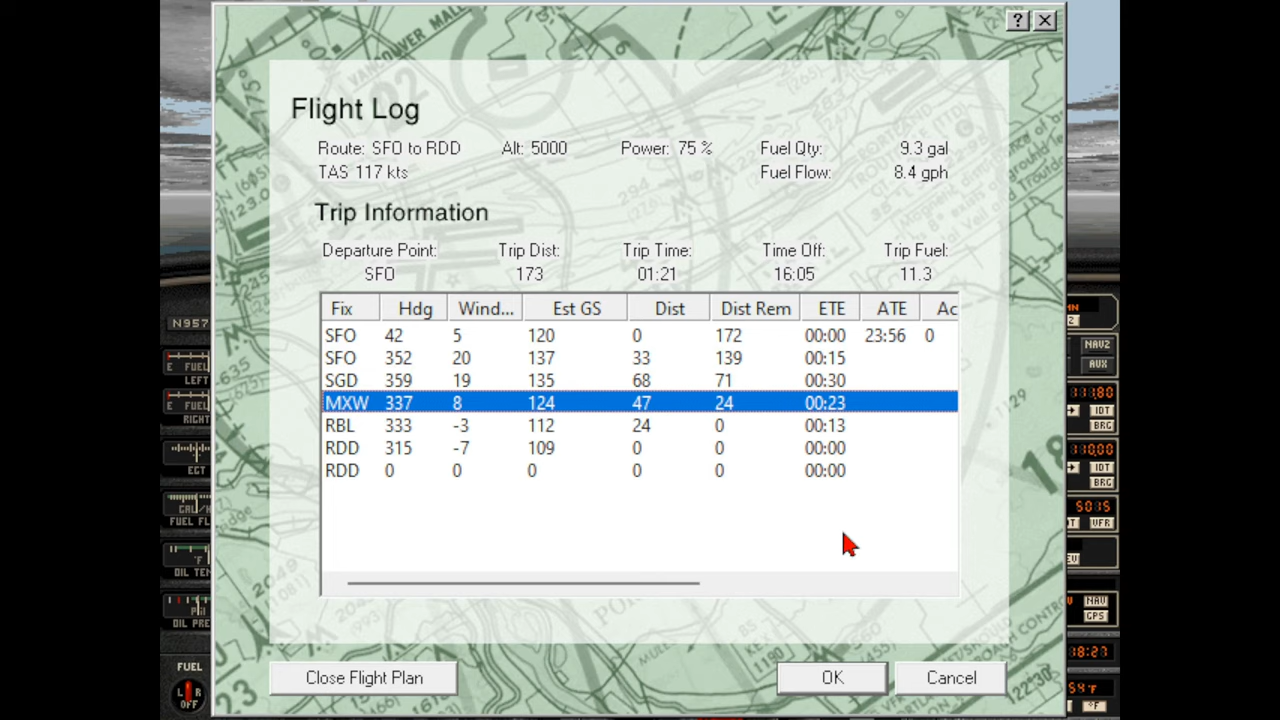 ? X
VANCOUVER MALL
Flight Log
Route: SFO to RDD Alt: 5000 Power: 75 % Fuel Qty: 9.3 gal
TAS 117 kts Fuel Flow: 8.4 gph
Trip Information
Departure Point: Trip Dist: Trip Time: Time Off: Trip Fuel:
SFO 173 01:21 16:05 11.3
Fix Hdg Wind... Est GS Dist Dist Rem ETE ATE Ac
SFO 42 5 120 0 172 00:00 23:56 0
SFO 352 20 137 33 139 00:15
SGD 359 19 135 68 71 00:30
MXW 337 8 124 47 24 00:23
RBL 333 -3 112 24 0 00:13
RDD 315 -7 109 0 0 00:00
RDD 0 0 0 0 0 00:00
Close Flight Plan OK Cancel
N957
E FUEL
LEFT
E FUEL
RIGHT
EGT
FUEL FL
OIL TEM
OIL PRE
FUEL
L R
OFF
NAV2
AUX
IDT
BRG
IDT
BRG
5015
VFR
NAV
GPS
°F